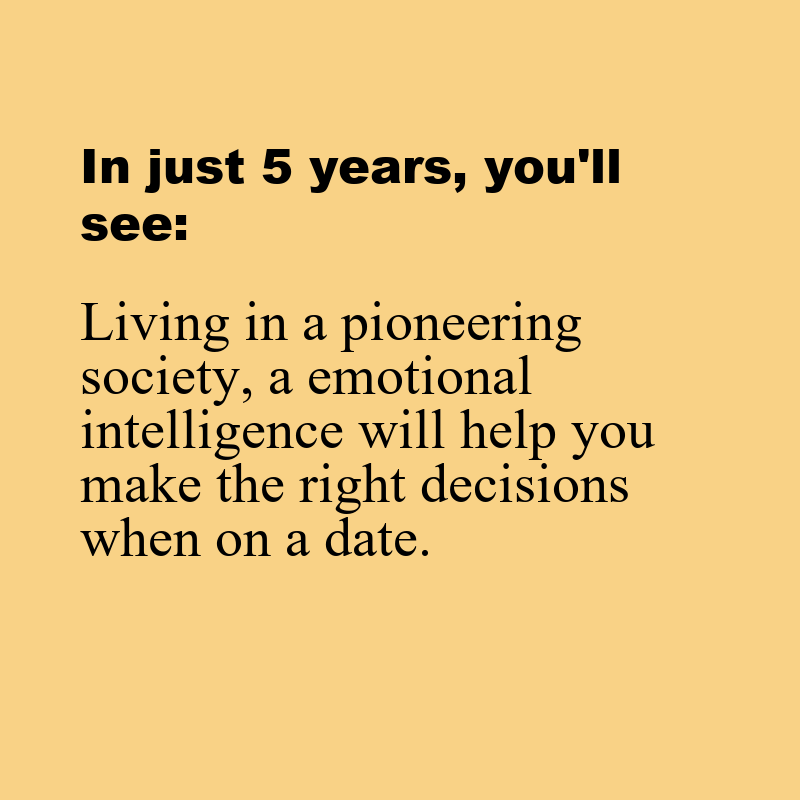 In just 5 years, you'll
see:
Living in a pioneering
society, a emotional
intelligence will help you
make the right decisions
when on a date.